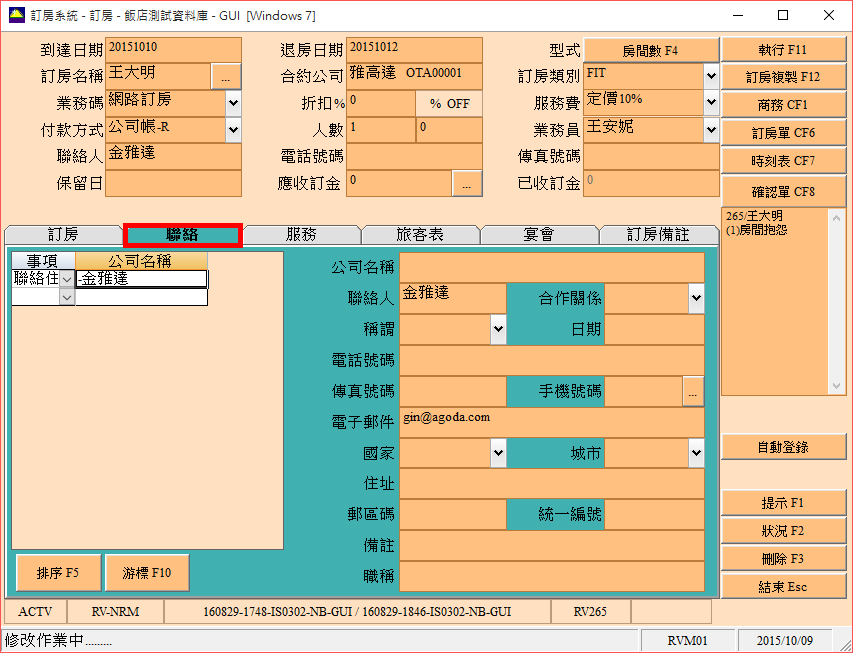 訂房系統 - 訂房 - 飯店測試資料庫 - GUI [Windows 7]
到達日期 20151010 退房日期 20151012 型式 房間數 F4 執行 F11
訂房名稱 王大明 ... 合約公司 雅高達 OTA00001 訂房類別 FIT 訂房複製 F12
業務碼 網路訂房 折扣% 0 % OFF 服務費 定價10% 商務 CF1
付款方式 公司帳-R 人數 1 0 業務員 王安妮 訂房單 CF6
聯絡人 金雅達 電話號碼 傳真號碼 時刻表 CF7
保留日 應收訂金 0 ... 已收訂金 0 確認單 CF8
訂房 聯絡 服務 旅客表 宴會 訂房備註
265/王大明
(1)房間抱怨
事項 公司名稱
聯絡住 -金雅達
公司名稱
聯絡人 金雅達 合作關係
稱謂 日期
電話號碼
傳真號碼 手機號碼 ...
電子郵件 gin@agoda.com
國家 城市
住址
郵區碼 統一編號
備註
職稱
排序 F5 游標 F10
自動登錄
提示 F1
狀況 F2
刪除 F3
結束 Esc
ACTV RV-NRM 160829-1748-IS0302-NB-GUI / 160829-1846-IS0302-NB-GUI RV265
修改作業中......... RVM01 2015/10/09